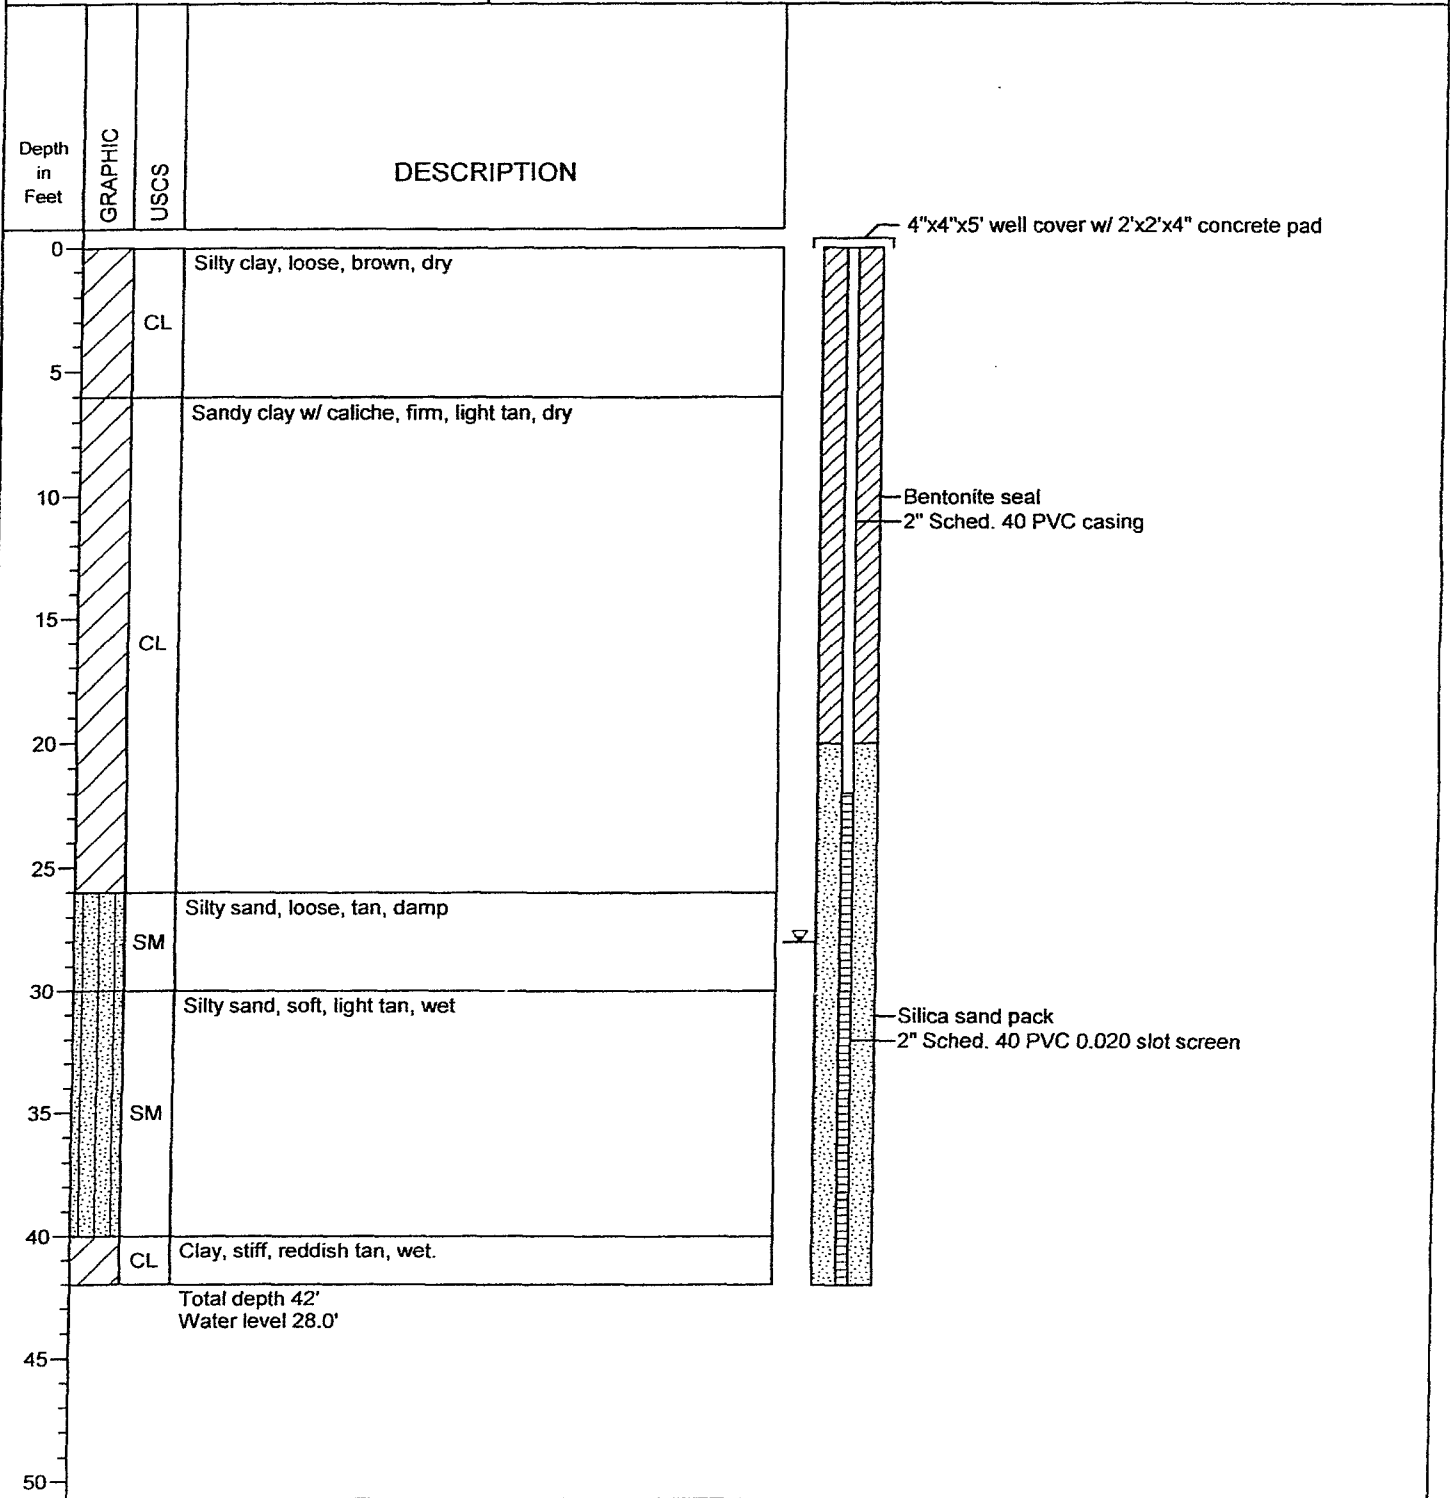 Depth
in
Feet
GRAPHIC
USCS
DESCRIPTION
4"x4"x5' well cover w/ 2'x2'x4" concrete pad
0
Silty clay, loose, brown, dry
CL
5
Sandy clay w/ caliche, firm, light tan, dry
10
Bentonite seal
2" Sched. 40 PVC casing
15
CL
20
25
Silty sand, loose, tan, damp
SM
30
Silty sand, soft, light tan, wet
Silica sand pack
2" Sched. 40 PVC 0.020 slot screen
35
SM
40
Clay, stiff, reddish tan, wet.
CL
Total depth 42'
Water level 28.0'
45
50